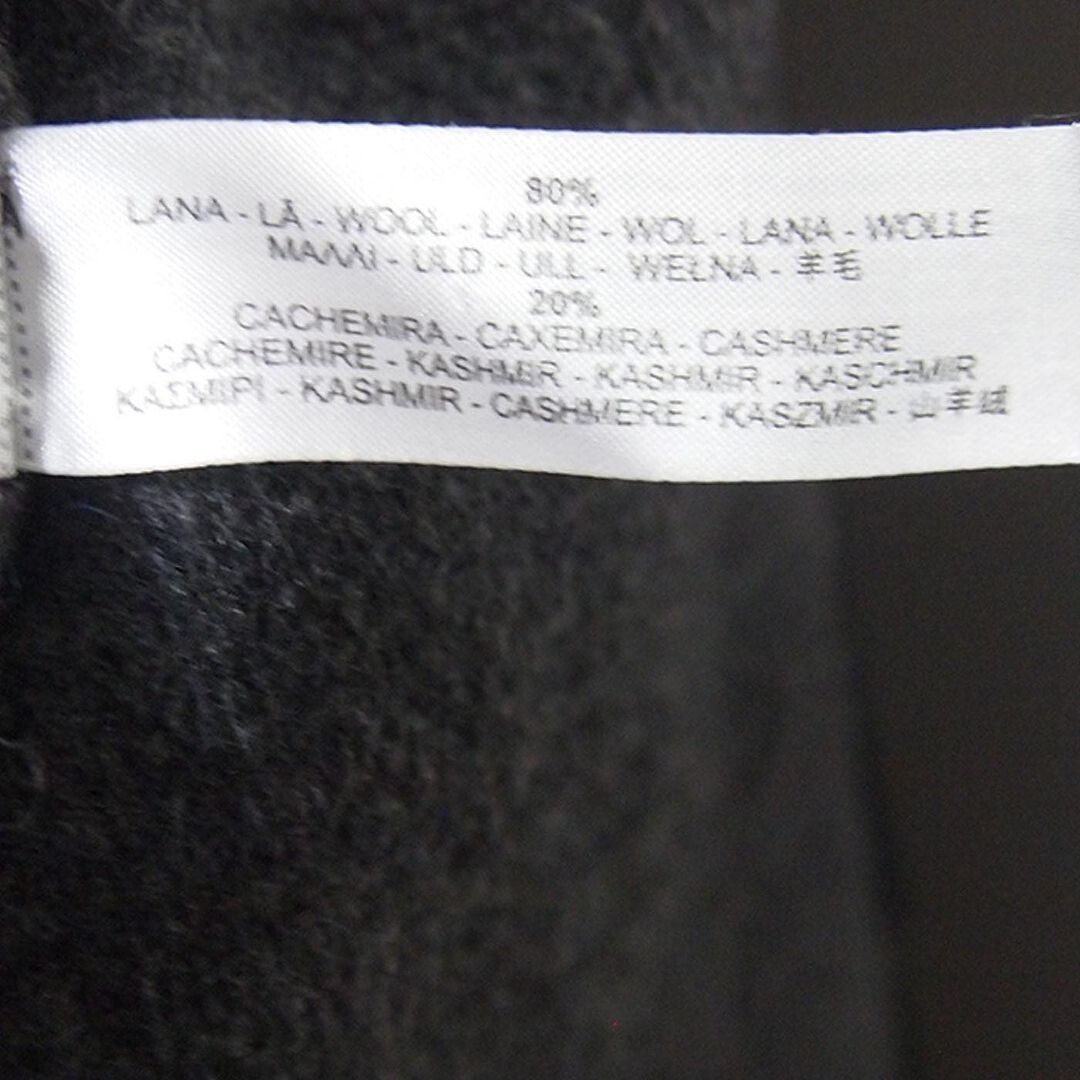 80%
LANA - LÃ - WOOL - LAINE - WOL - LANA - WOLLE
ΜΑΛΛΙ - ULD - ULL - WEŁNA - 羊毛
20%
CACHEMIRA - CAXEMIRA - CASHMERE
CACHEMIRE - KASHMIR - KASHMIR - KASCHMIR
ΚΑΣΜΙΡΙ - KASHMIR - CASHMERE - KASZMIR - 山羊绒